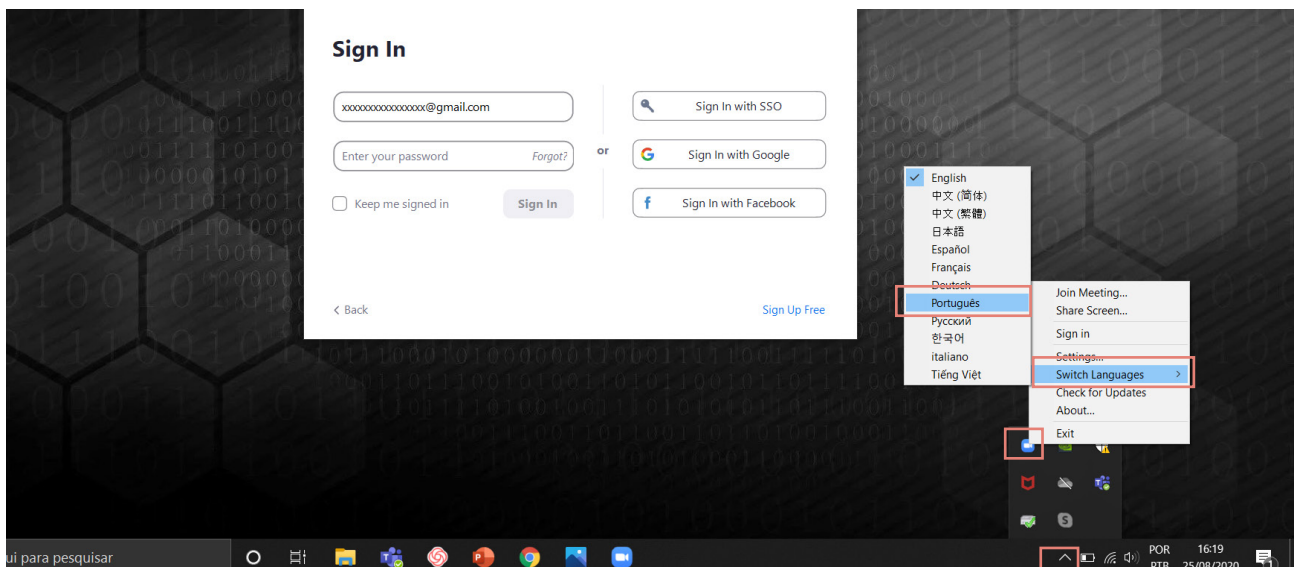 Sign In
xxxxxxxxxxxxxxx@gmail.com
Enter your password
Forgot?
Keep me signed in
Sign In
or
Sign In with SSO
Sign In with Google
Sign In with Facebook
< Back
Sign Up Free
English
中文 (简体)
中文 (繁體)
日本語
Español
Français
Deutsch
Português
Русский
한국어
italiano
Tiếng Việt
Join Meeting...
Share Screen...
Sign in
Settings...
Switch Languages
Check for Updates
About...
Exit
ui para pesquisar
POR
PTB
16:19
25/08/2020